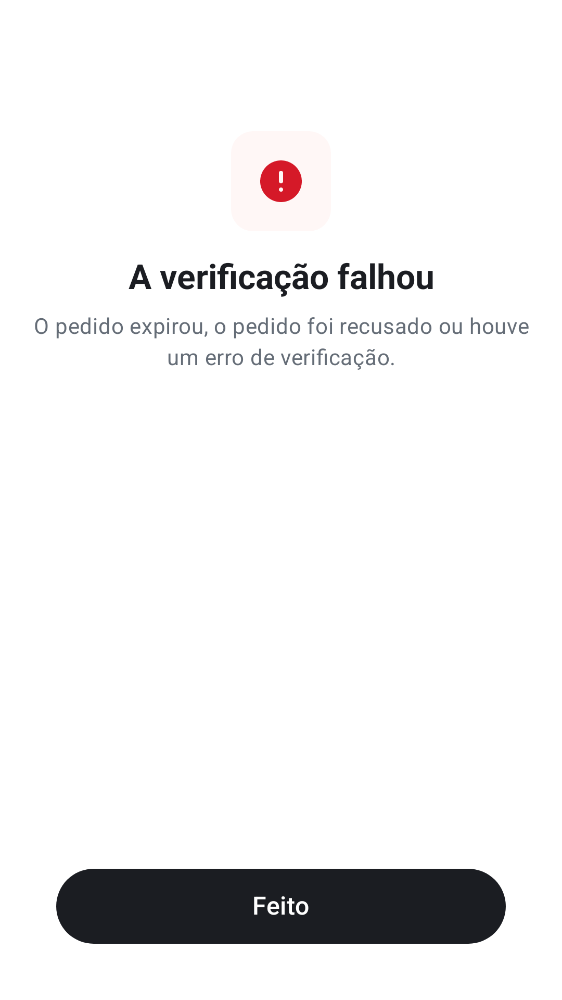 A verificação falhou
O pedido expirou, o pedido foi recusado ou houve
um erro de verificação.
Feito